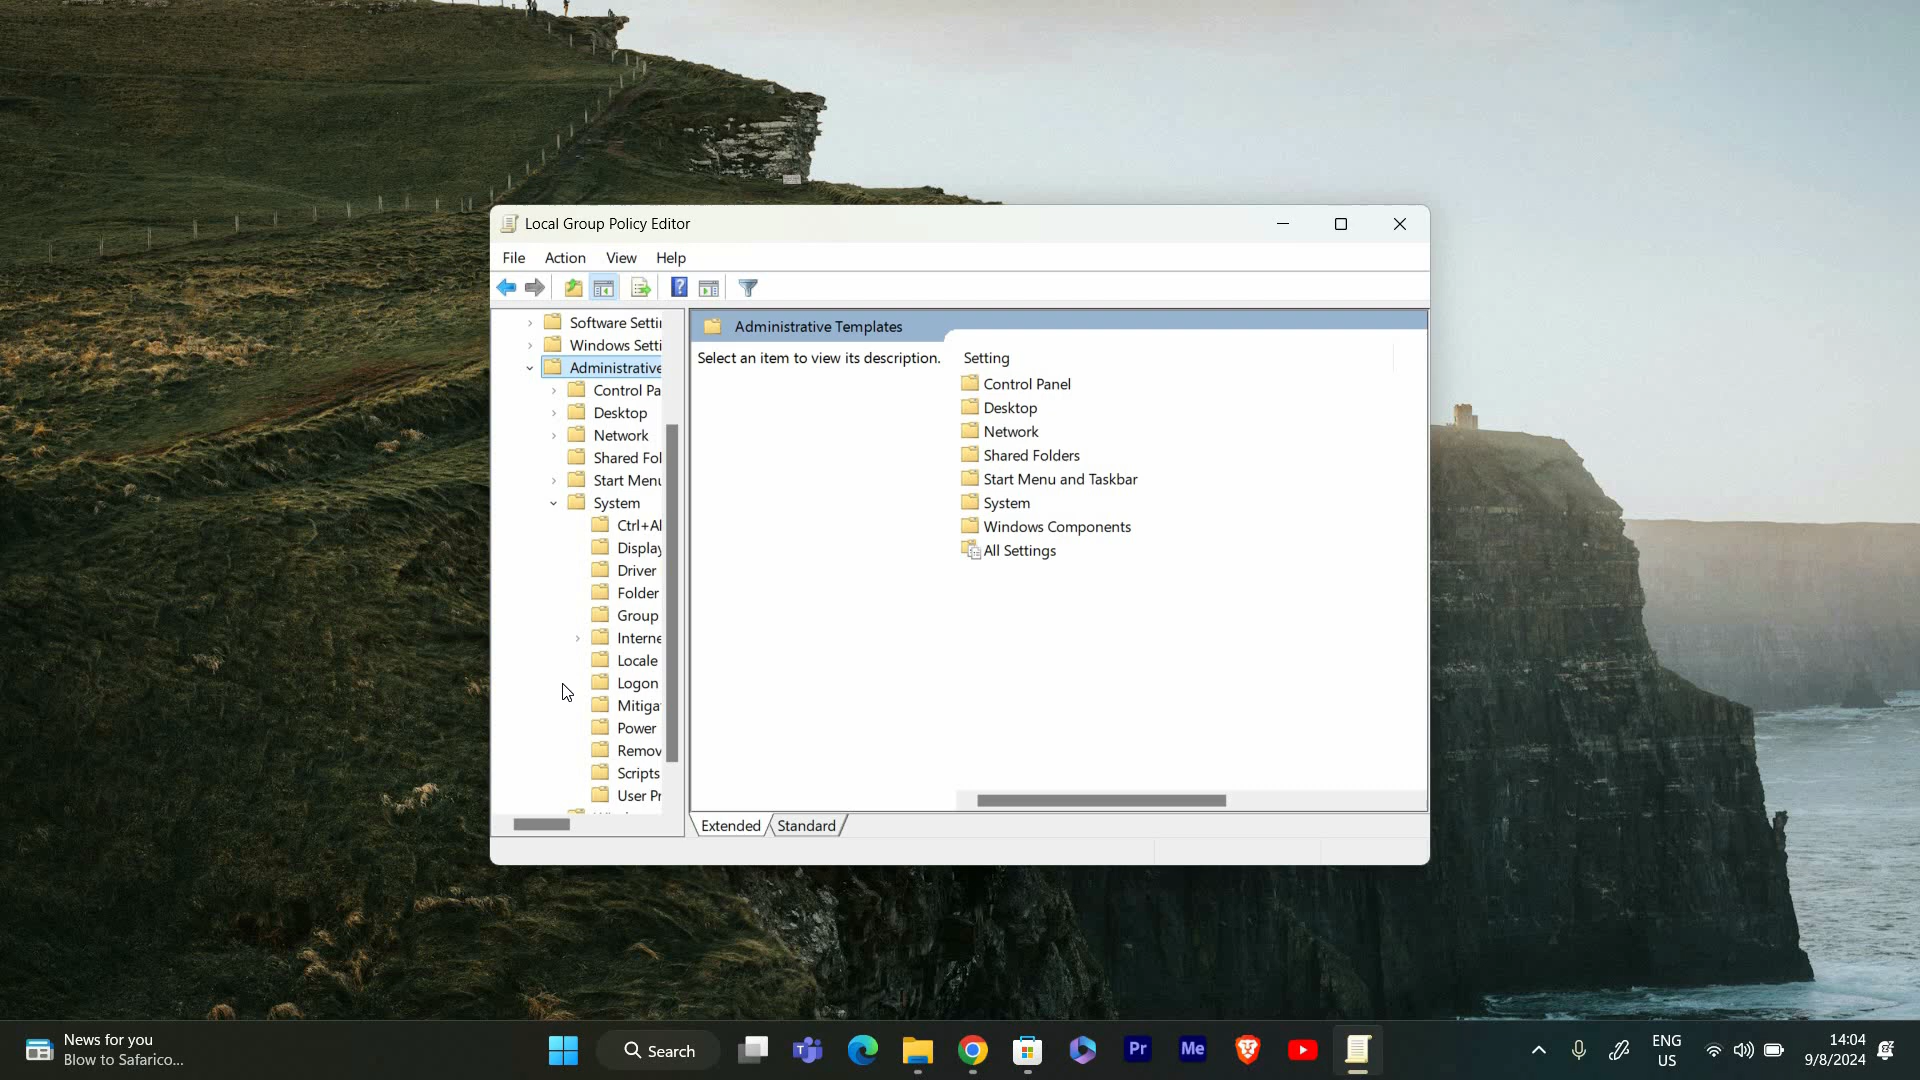 Local Group Policy Editor
File Action View Help
Software Setti
Windows Setti
Administrative
Control Pa
Desktop
Network
Shared Fol
Start Menu
System
Ctrl+Al
Display
Driver
Folder
Group
Interne
Locale
Logon
Mitiga
Power
Remov
Scripts
User Pr
Administrative Templates
Select an item to view its description.
Setting
Control Panel
Desktop
Network
Shared Folders
Start Menu and Taskbar
System
Windows Components
All Settings
Extended Standard
News for you
Blow to Safarico...
Search
Pr
Me
ENG
US
14:04
9/8/2024